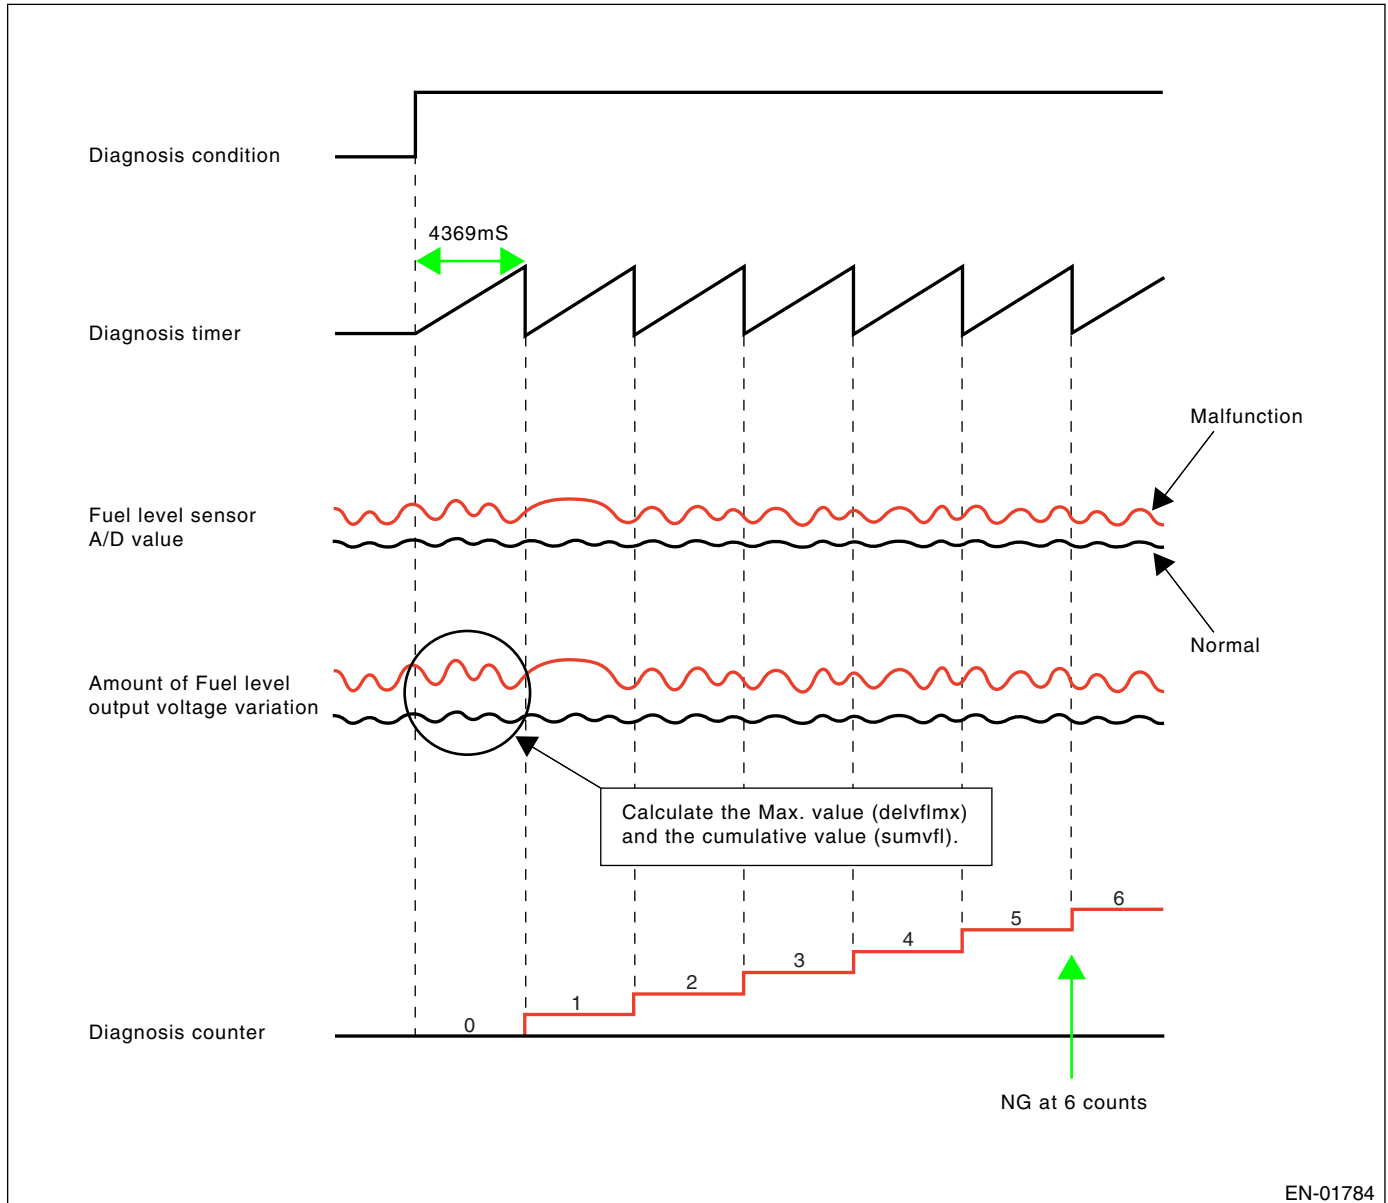 Diagnosis condition
4369mS
Diagnosis timer
Malfunction
Fuel level sensor
A/D value
Normal
Amount of Fuel level
output voltage variation
Calculate the Max. value (delvflmx)
and the cumulative value (sumvfl).
6
5
4
3
2
1
0
Diagnosis counter
NG at 6 counts
EN-01784